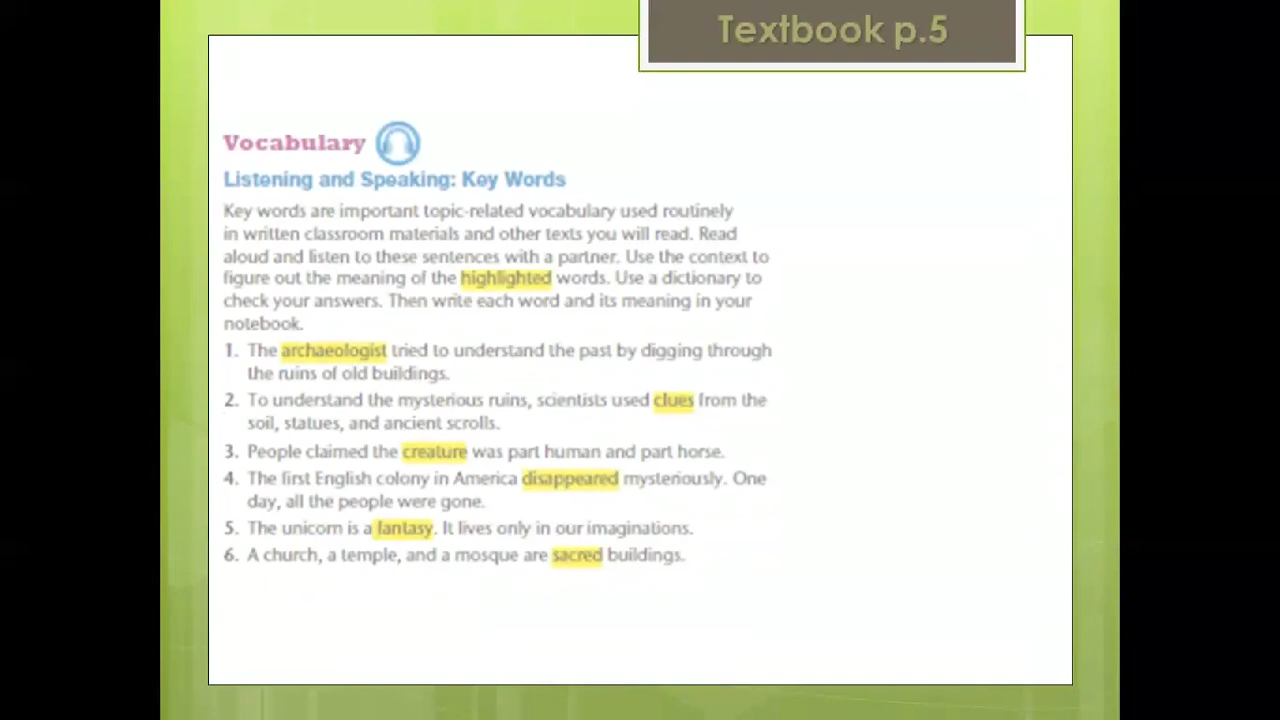 Textbook p.5
Vocabulary
Listening and Speaking: Key Words
Key words are important topic-related vocabulary used routinely
in written classroom materials and other texts you will read. Read
aloud and listen to these sentences with a partner. Use the context to
figure out the meaning of the highlighted words. Use a dictionary to
check your answers. Then write each word and its meaning in your
notebook.
1. The archaeologist tried to understand the past by digging through
the ruins of old buildings.
2. To understand the mysterious ruins, scientists used clues from the
soil, statues, and ancient scrolls.
3. People claimed the creature was part human and part horse.
4. The first English colony in America disappeared mysteriously. One
day, all the people were gone.
5. The unicorn is a fantasy. It lives only in our imaginations.
6. A church, a temple, and a mosque are sacred buildings.